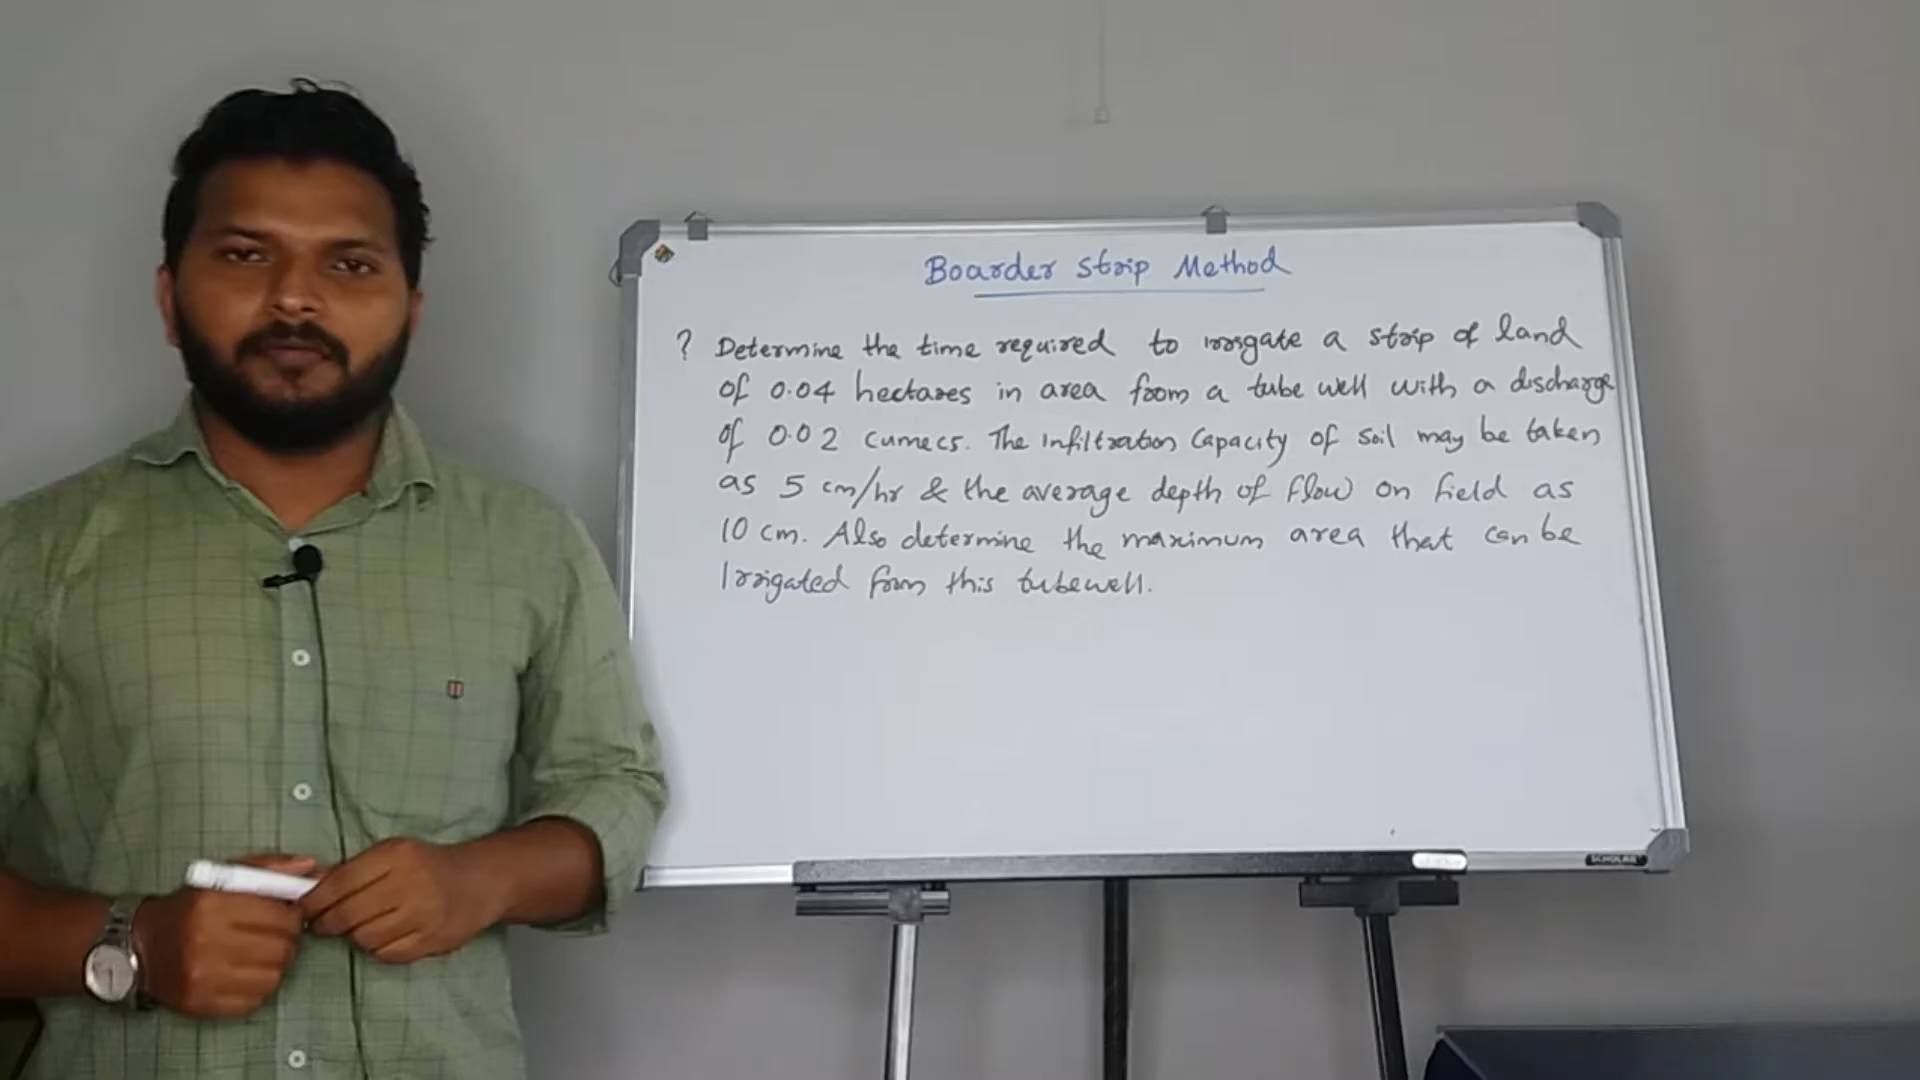 Boarder Strip Method
? Determine the time required to irrigate a strip of land
of 0.04 hectares in area from a tube well with a discharge
of 0.02 cumecs. The infiltration Capacity of soil may be taken
as 5 cm/hr & the average depth of flow on field as
10 cm. Also determine the maximum area that can be
Irrigated from this tubewell.
SCHOLAR